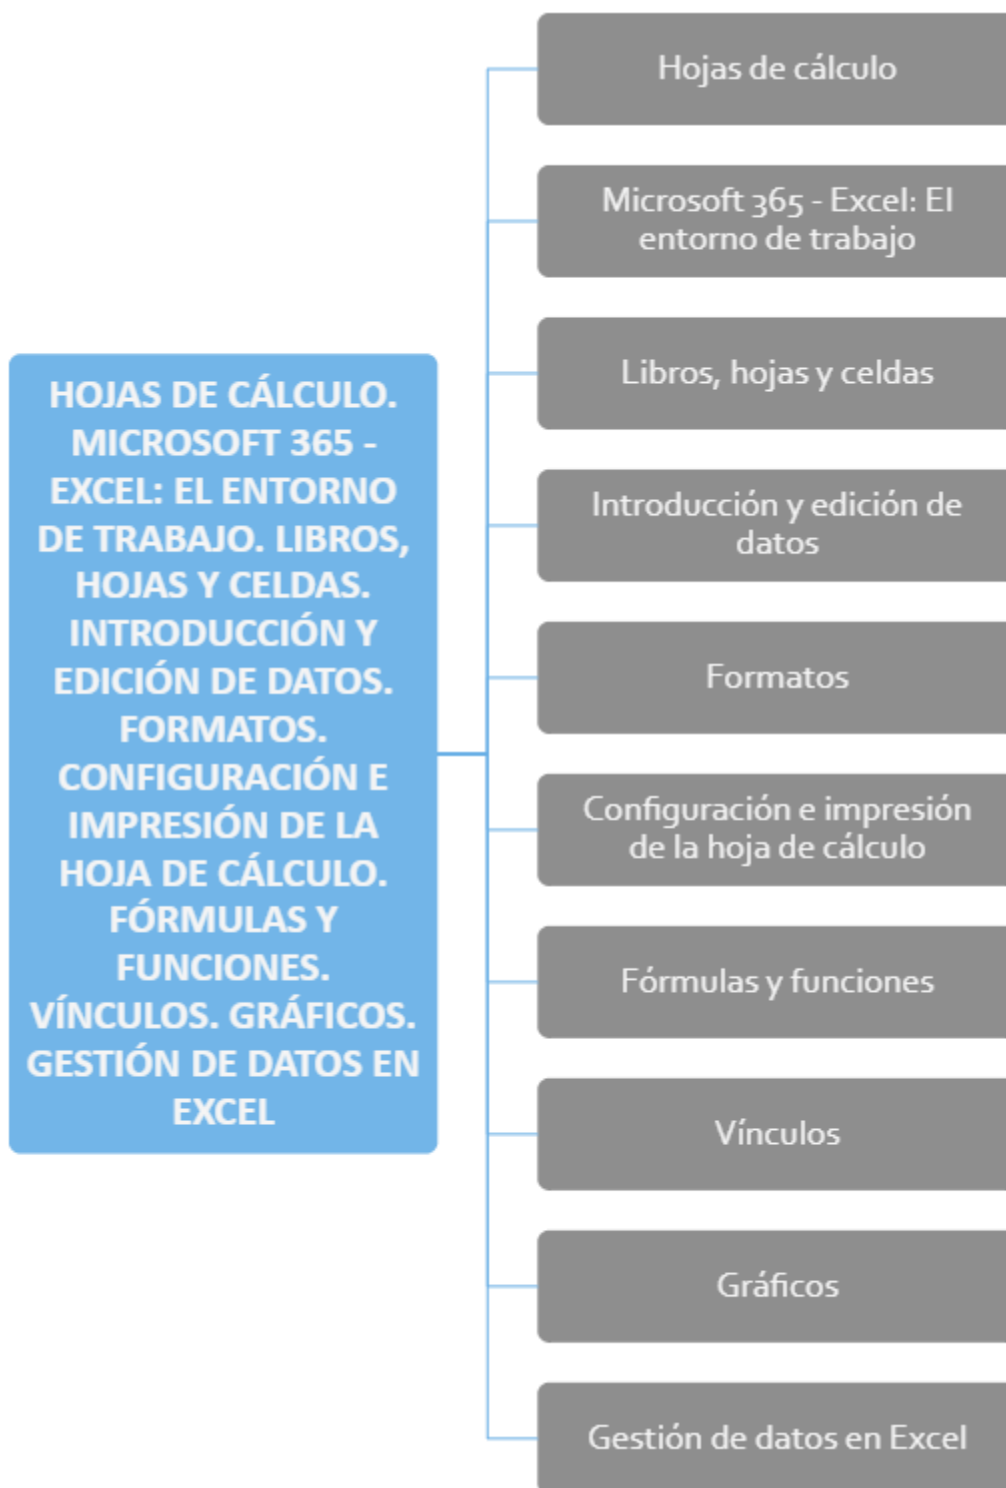 HOJAS DE CÁLCULO.
MICROSOFT 365 -
EXCEL: EL ENTORNO
DE TRABAJO. LIBROS,
HOJAS Y CELDAS.
INTRODUCCIÓN Y
EDICIÓN DE DATOS.
FORMATOS.
CONFIGURACIÓN E
IMPRESIÓN DE LA
HOJA DE CÁLCULO.
FÓRMULAS Y
FUNCIONES.
VÍNCULOS. GRÁFICOS.
GESTIÓN DE DATOS EN
EXCEL
Hojas de cálculo
Microsoft 365 - Excel: El
entorno de trabajo
Libros, hojas y celdas
Introducción y edición de
datos
Formatos
Configuración e impresión
de la hoja de cálculo
Fórmulas y funciones
Vínculos
Gráficos
Gestión de datos en Excel